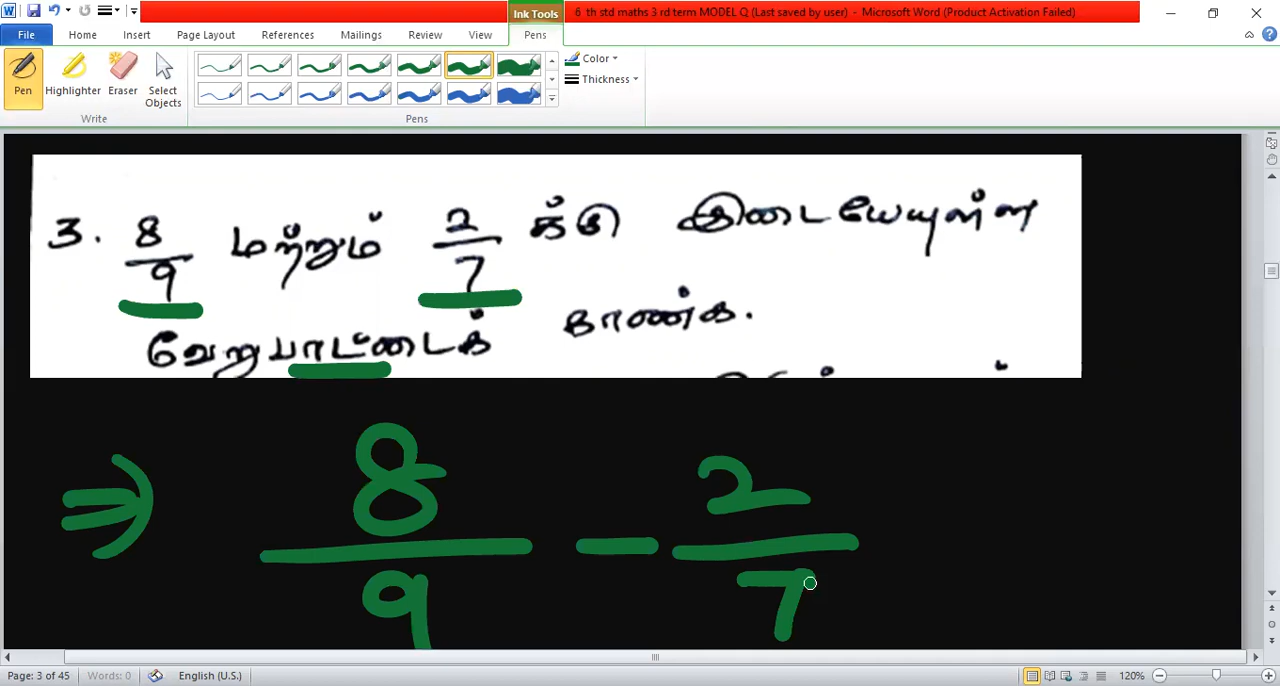 6 th std maths 3 rd term MODEL Q (Last saved by user) - Microsoft Word (Product Activation Failed)
Ink Tools
File Home Insert Page Layout References Mailings Review View Pens
Pen Highlighter Eraser Select Objects
Color
Thickness
Write Pens
3. 8/9 மற்றும் 2/7 க்கு இடையேயுள்ள
வேறுபாட்டைக் காண்க.
⇒ 8/9 − 2/7
Page: 3 of 45 Words: 0 English (U.S.) 120%